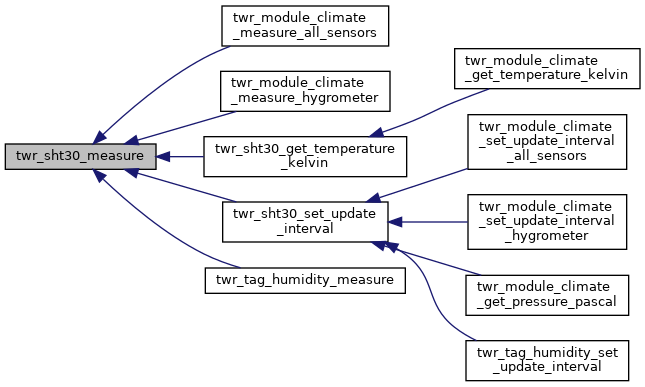 twr_module_climate
_measure_all_sensors
twr_module_climate
_measure_hygrometer
twr_sht30_measure
twr_sht30_get_temperature
_kelvin
twr_sht30_set_update
_interval
twr_tag_humidity_measure
twr_module_climate
_get_temperature_kelvin
twr_module_climate
_set_update_interval
_all_sensors
twr_module_climate
_set_update_interval
_hygrometer
twr_module_climate
_get_pressure_pascal
twr_tag_humidity_set
_update_interval